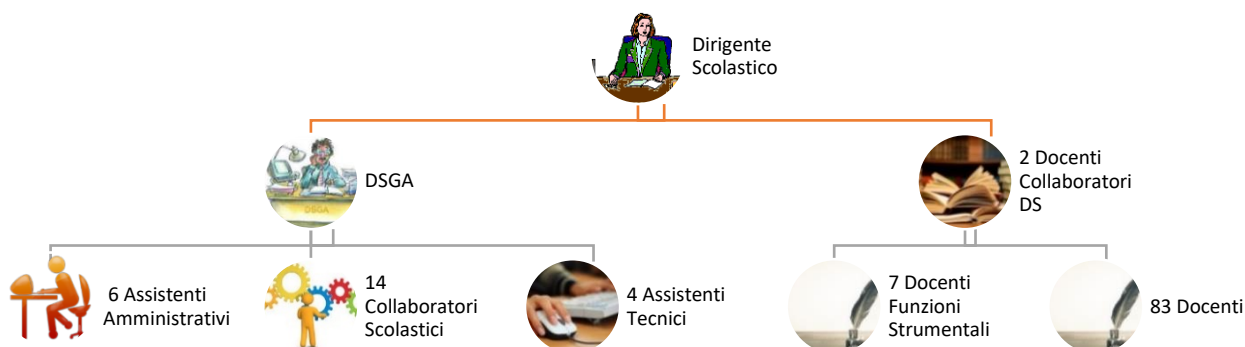 Dirigente
Scolastico
DSGA
DSGA
2 Docenti
Collaboratori
DS
6 Assistenti
Amministrativi
14
Collaboratori
Scolastici
4 Assistenti
Tecnici
7 Docenti
Funzioni
Strumentali
83 Docenti